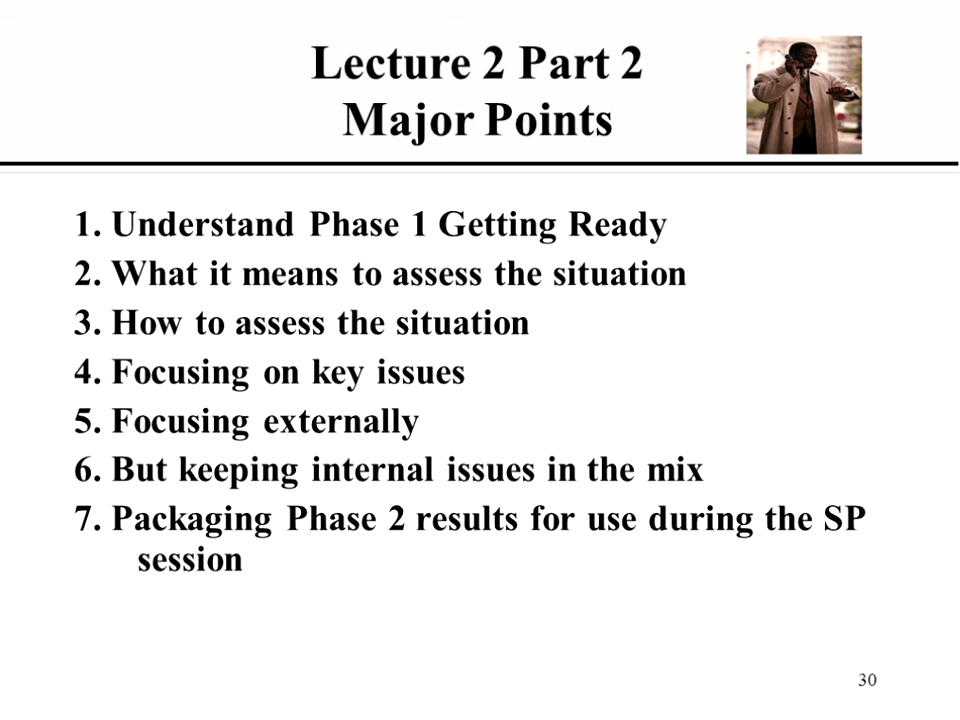 Lecture 2 Part 2
Major Points
1. Understand Phase 1 Getting Ready
2. What it means to assess the situation
3. How to assess the situation
4. Focusing on key issues
5. Focusing externally
6. But keeping internal issues in the mix
7. Packaging Phase 2 results for use during the SP
session
30